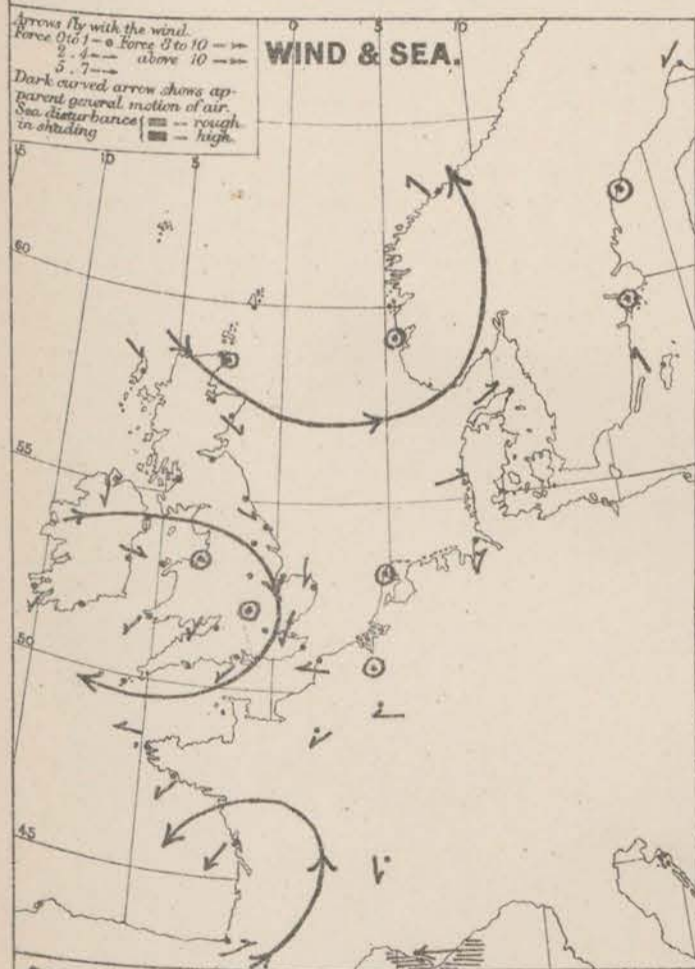 5 0 5 10
WIND & SEA.
Arrows fly with the wind.
Force 0 to 1 — Force 8 to 10 —
2 . 4 — above 10 —
5 . 7 —
Dark curved arrow shows ap-
parent general motion of air.
Sea disturbance — rough
in shading — high.
15 10 5
60
55
50
45